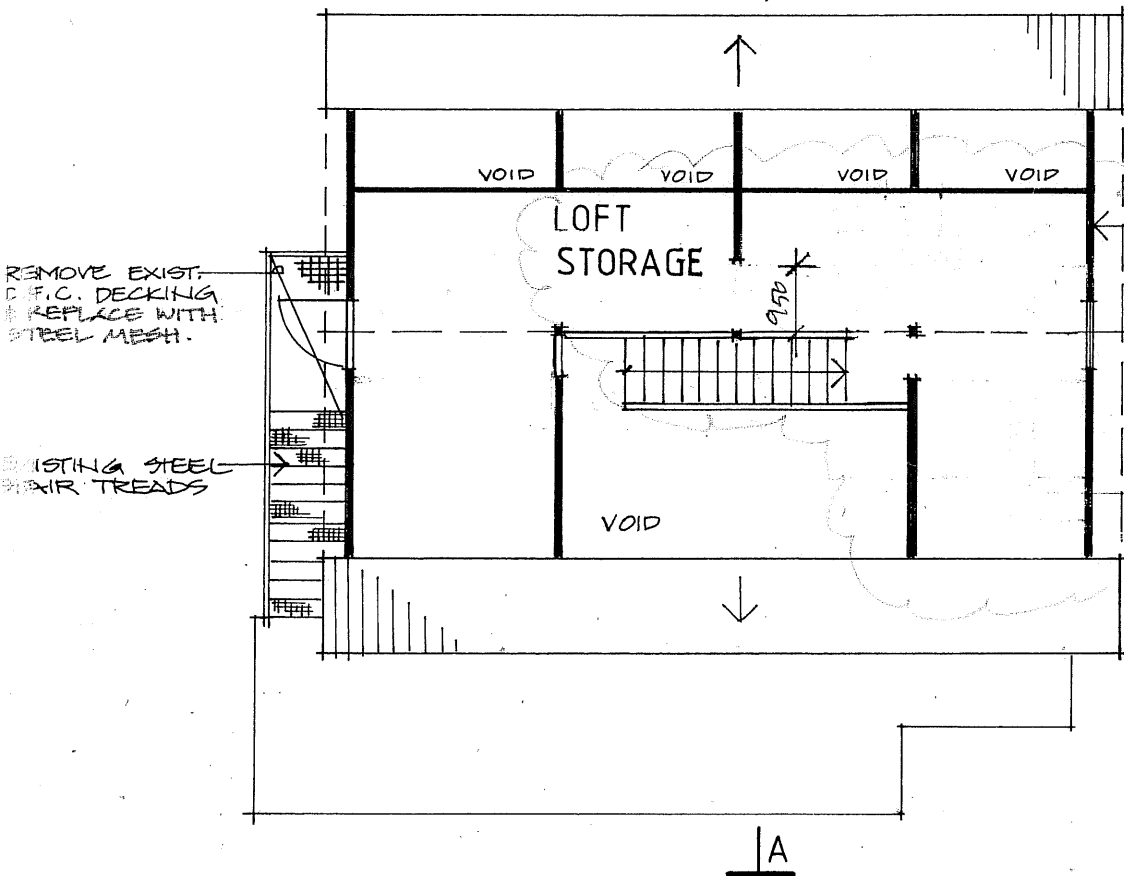 VOID VOID VOID VOID
LOFT
STORAGE
950
REMOVE EXIST.
F.C. DECKING
REPLACE WITH
STEEL MESH.
EXISTING STEEL
STAIR TREADS
VOID
A